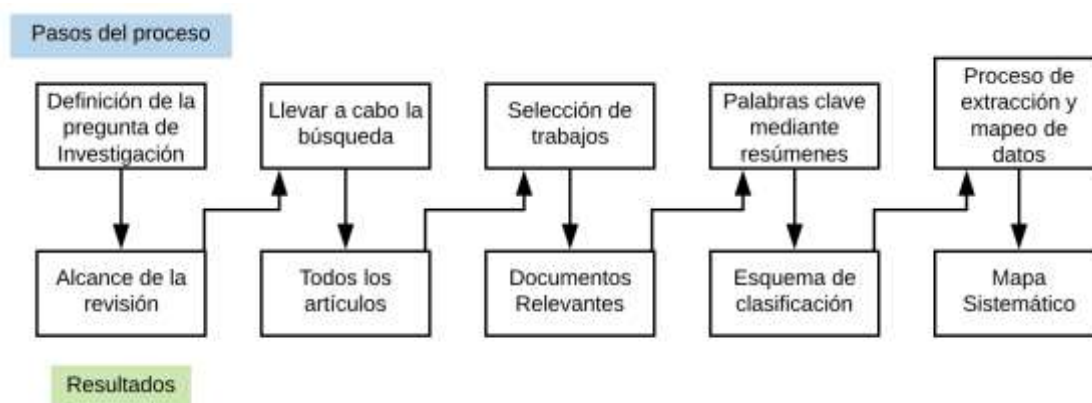 Pasos del proceso
Definición de la
pregunta de
Investigación
Llevar a cabo la
búsqueda
Selección de
trabajos
Palabras clave
mediante
resúmenes
Proceso de
extracción y
mapeo de
datos
Alcance de la
revisión
Todos los
artículos
Documentos
Relevantes
Esquema de
clasificación
Mapa
Sistemático
Resultados